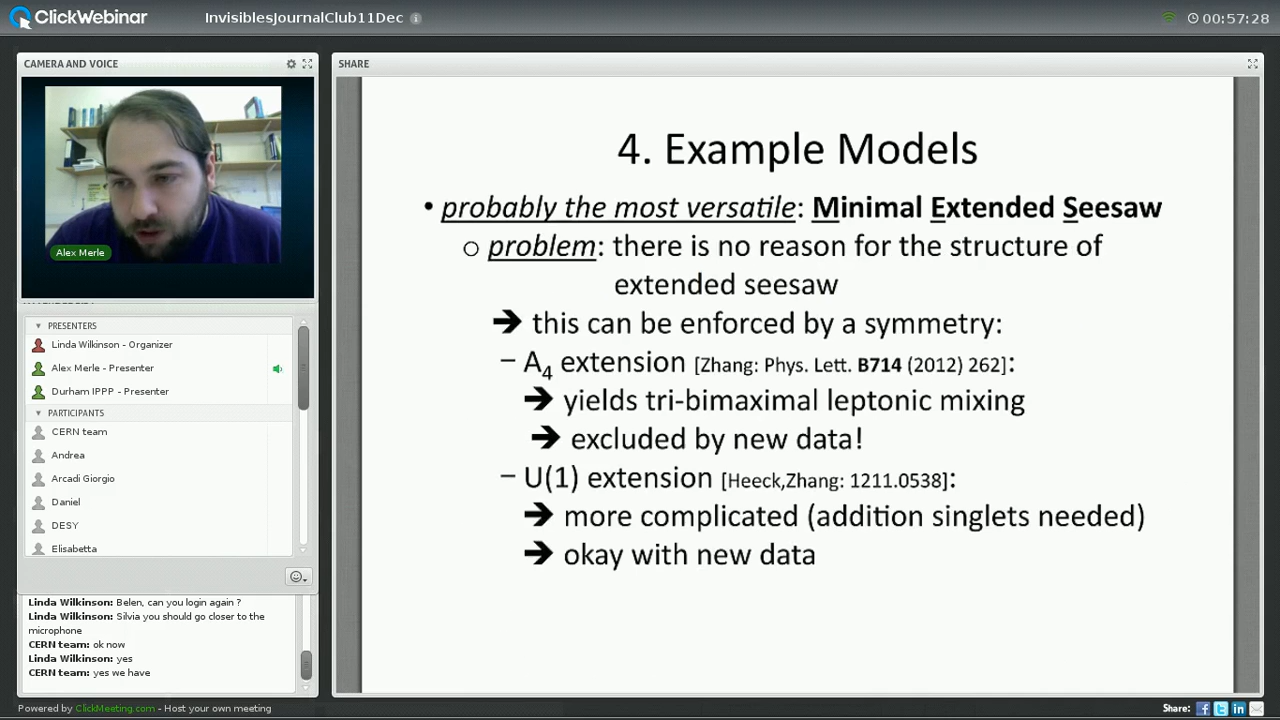 ClickWebinar
InvisiblesJournalClub11Dec
00:57:28
CAMERA AND VOICE
Alex Merle
PRESENTERS
Linda Wilkinson - Organizer
Alex Merle - Presenter
Durham IPPP - Presenter
PARTICIPANTS
CERN team
Andrea
Arcadi Giorgio
Daniel
DESY
Elisabetta
Linda Wilkinson: Belen, can you login again ?
Linda Wilkinson: Silvia you should go closer to the
microphone
CERN team: ok now
Linda Wilkinson: yes
CERN team: yes we have
SHARE
4. Example Models
• probably the most versatile: Minimal Extended Seesaw
o problem: there is no reason for the structure of
extended seesaw
➔ this can be enforced by a symmetry:
– A4 extension [Zhang: Phys. Lett. B714 (2012) 262]:
➔ yields tri-bimaximal leptonic mixing
➔ excluded by new data!
– U(1) extension [Heeck,Zhang: 1211.0538]:
➔ more complicated (addition singlets needed)
➔ okay with new data
Powered by ClickMeeting.com - Host your own meeting
Share: